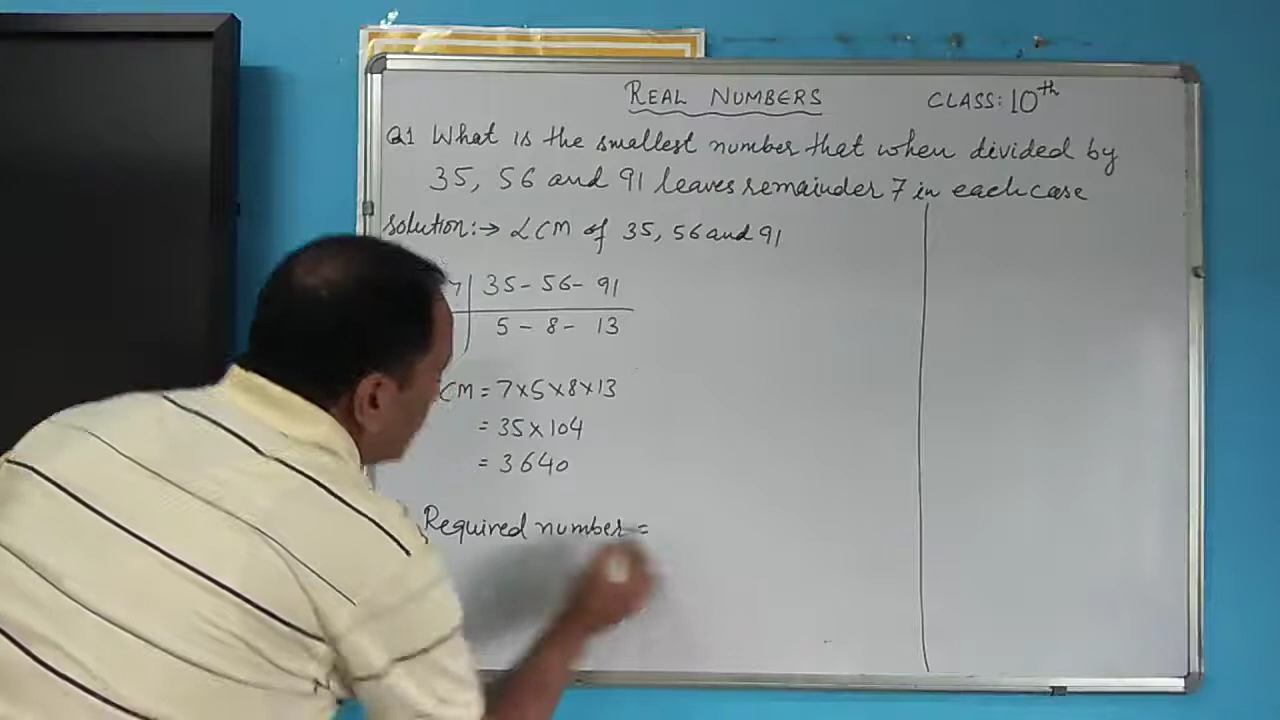 REAL NUMBERS CLASS: 10th
Q1 What is the smallest number that when divided by
35, 56 and 91 leaves remainder 7 in each case
Solution:→ LCM of 35, 56 and 91
7 | 35 - 56 - 91
5 - 8 - 13
CM = 7×5×8×13
= 35×104
= 3640
Required number =